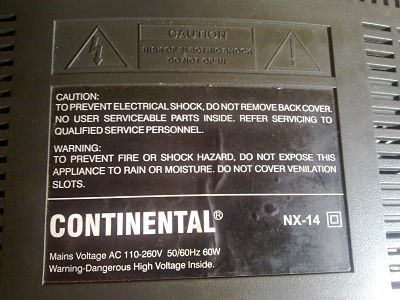 CAUTION
RISK OF ELECTRIC SHOCK
DO NOT OPEN
CAUTION:
TO PREVENT ELECTRICAL SHOCK, DO NOT REMOVE BACK COVER.
NO USER SERVICEABLE PARTS INSIDE. REFER SERVICING TO
QUALIFIED SERVICE PERSONNEL.
WARNING:
TO PREVENT FIRE OR SHOCK HAZARD, DO NOT EXPOSE THIS
APPLIANCE TO RAIN OR MOISTURE. DO NOT COVER VENILATION
SLOTS.
CONTINENTAL® NX-14
Mains Voltage AC 110-260V 50/60Hz 60W
Warning-Dangerous High Voltage Inside.